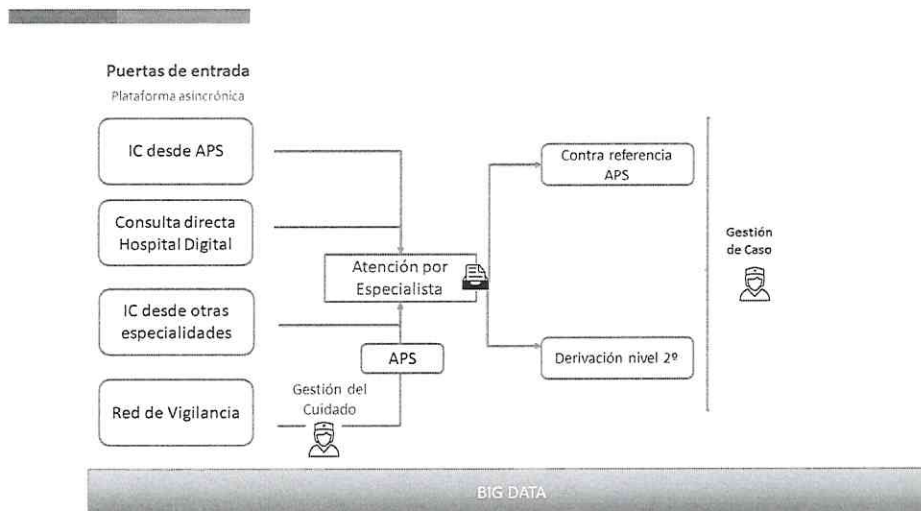 Puertas de entrada
Plataforma asincrónica
IC desde APS
Consulta directa
Hospital Digital
IC desde otras
especialidades
Red de Vigilancia
Gestión del
Cuidado
APS
Atención por
Especialista
Contra referencia
APS
Derivación nivel 2º
Gestión
de Caso
BIG DATA